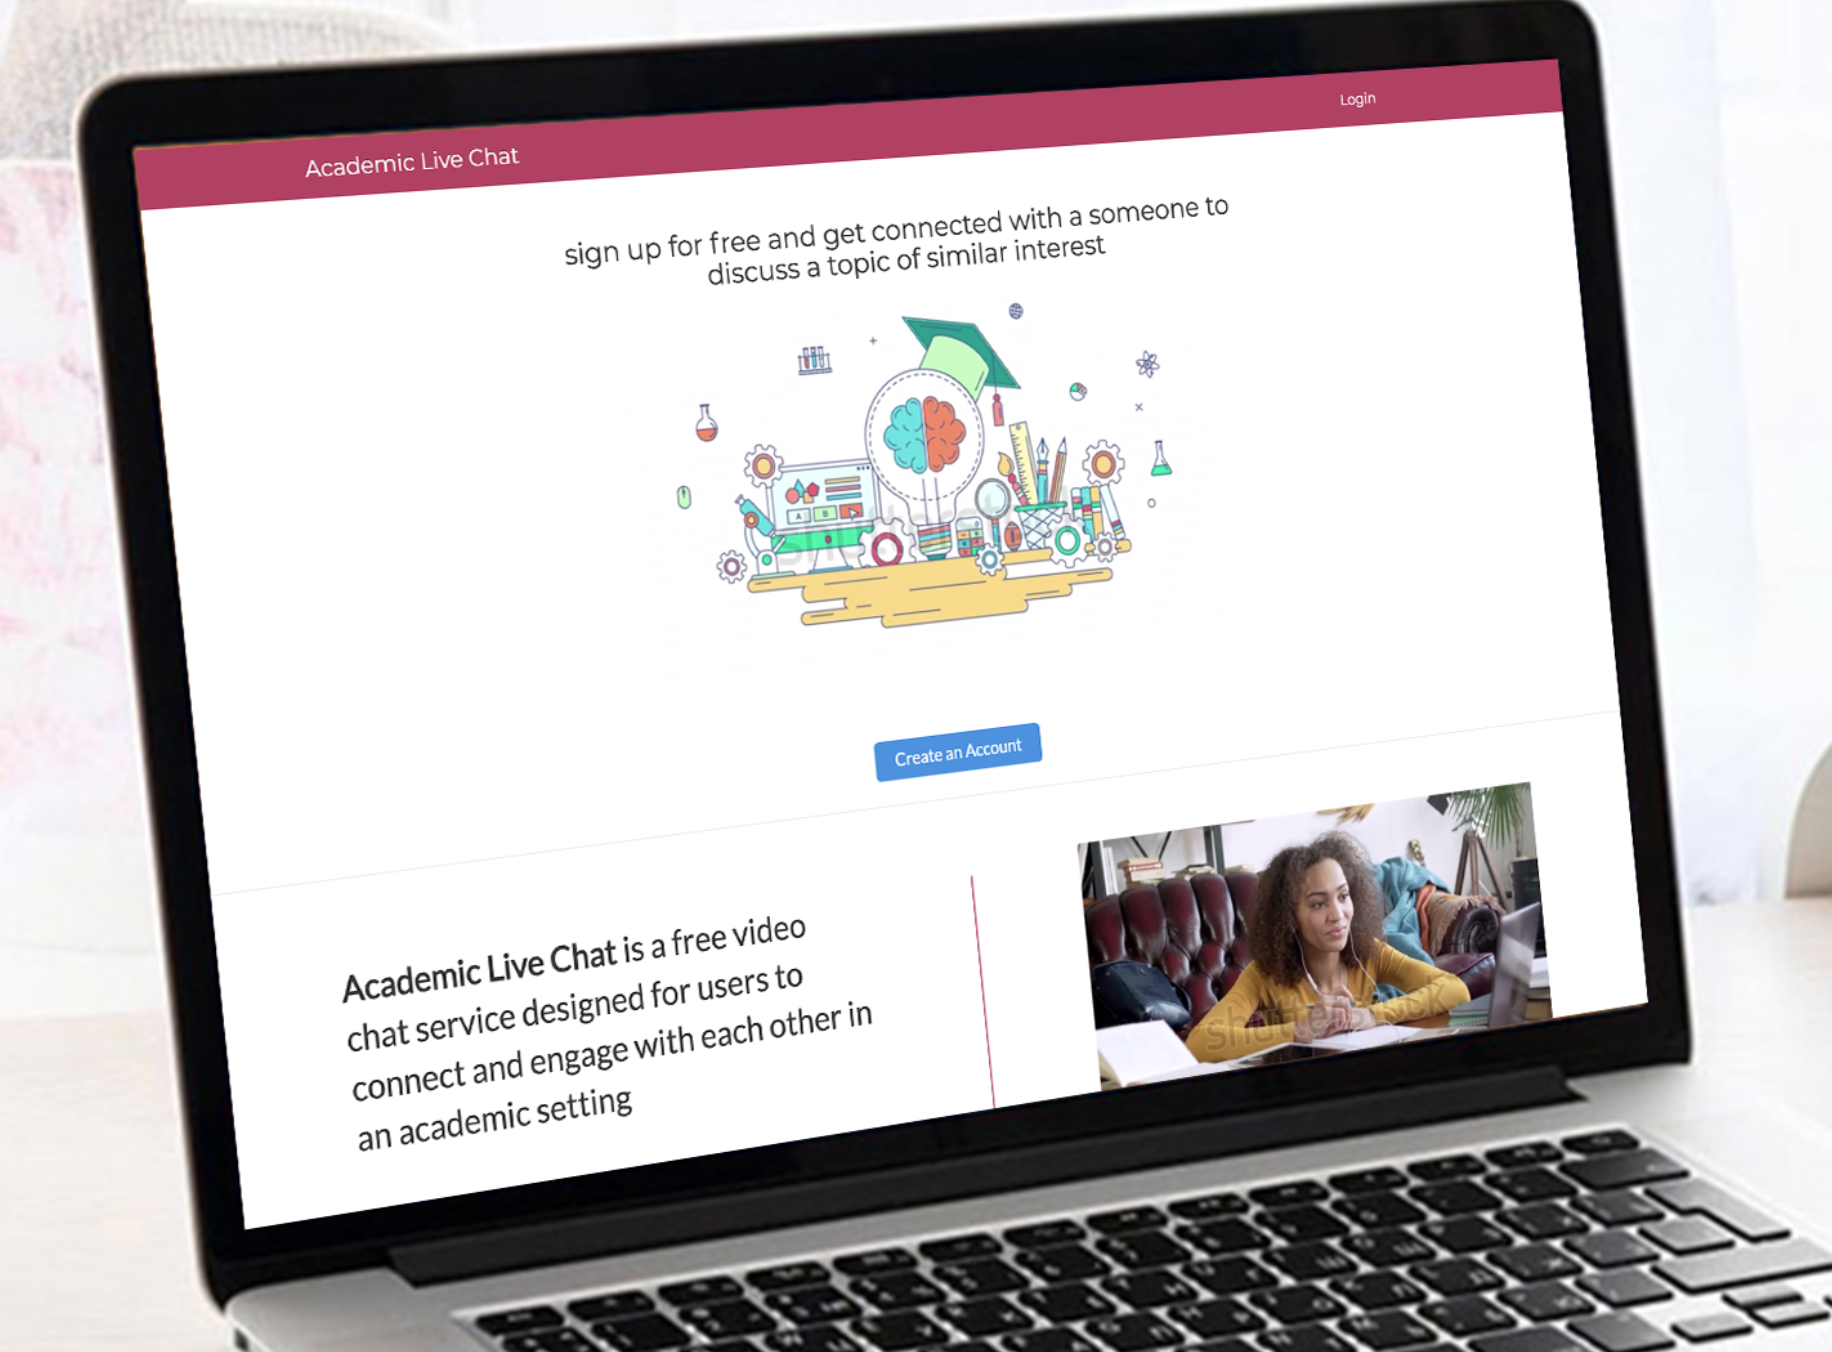 Academic Live Chat
Login
sign up for free and get connected with a someone to
discuss a topic of similar interest
A
B
shutterstock
Create an Account
Academic Live Chat is a free video
chat service designed for users to
connect and engage with each other in
an academic setting
shutterstock